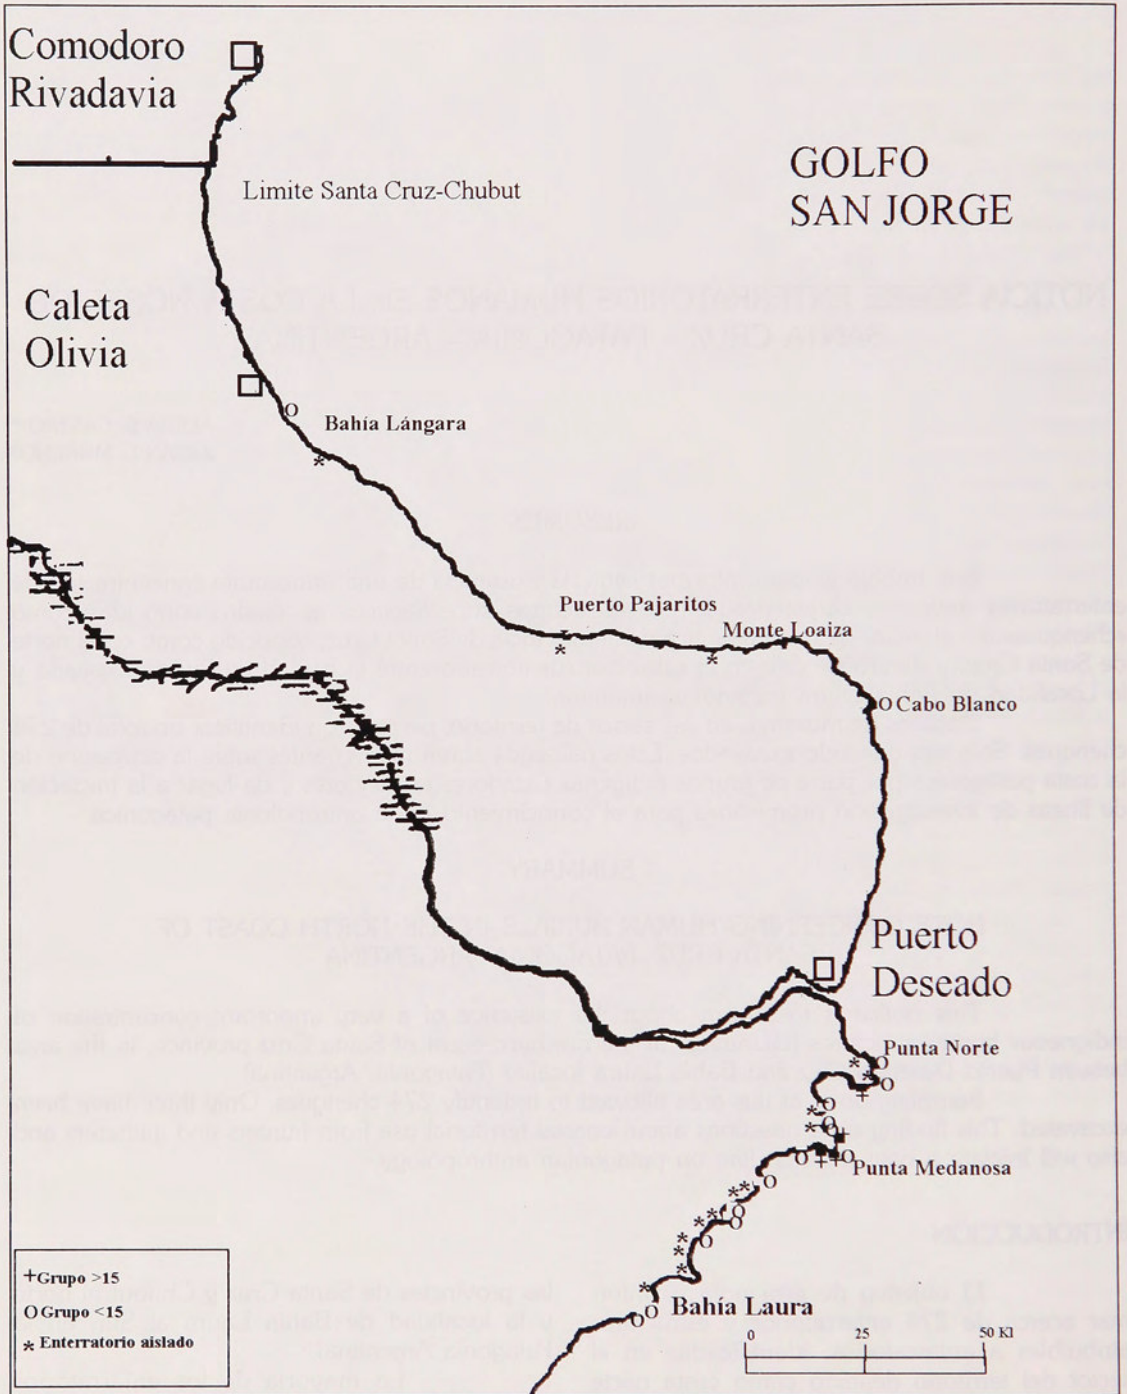 Comodoro
Rivadavia
GOLFO
SAN JORGE
Limite Santa Cruz-Chubut
Caleta
Olivia
Bahía Lángara
Puerto Pajaritos
Monte Loaiza
Cabo Blanco
Puerto
Deseado
Punta Norte
Punta Medanosa
Bahía Laura
+Grupo >15
O Grupo <15
* Enterratorio aislado
0 25 50 Kl